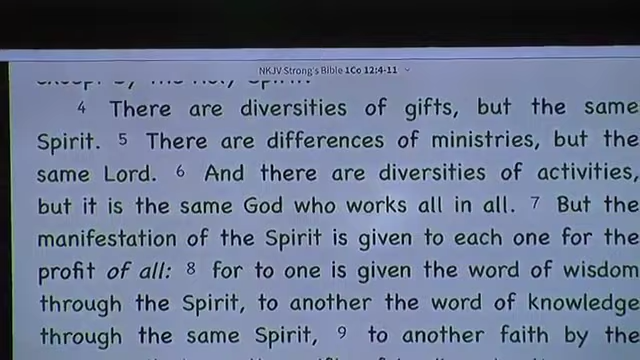 NKJV Strong's Bible 1Co 12:4-11
4 There are diversities of gifts, but the same
Spirit. 5 There are differences of ministries, but the
same Lord. 6 And there are diversities of activities,
but it is the same God who works all in all. 7 But the
manifestation of the Spirit is given to each one for the
profit of all: 8 for to one is given the word of wisdom
through the Spirit, to another the word of knowledge
through the same Spirit, 9 to another faith by the